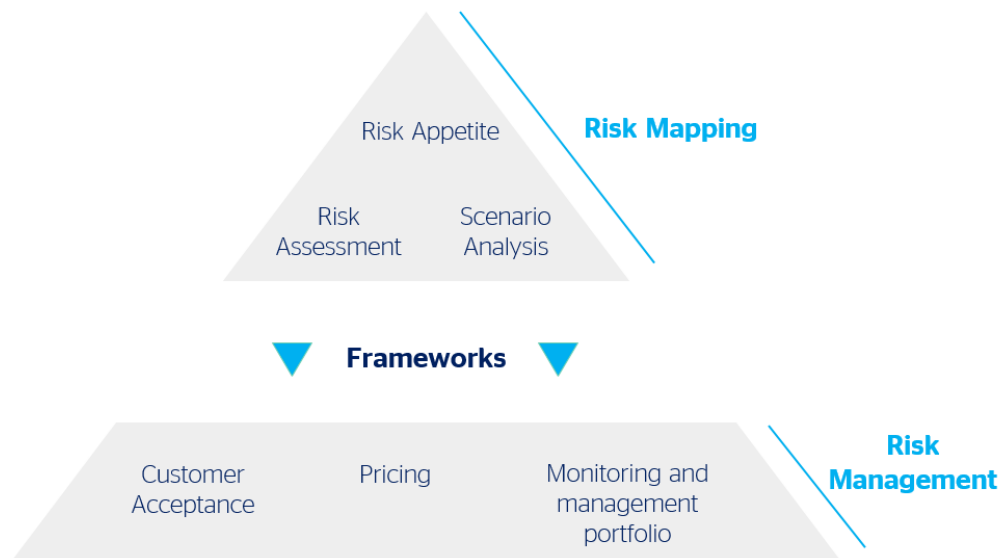 Risk Appetite
Risk Mapping
Risk
Assessment
Scenario
Analysis
Frameworks
Customer
Acceptance
Pricing
Monitoring and
management
portfolio
Risk
Management